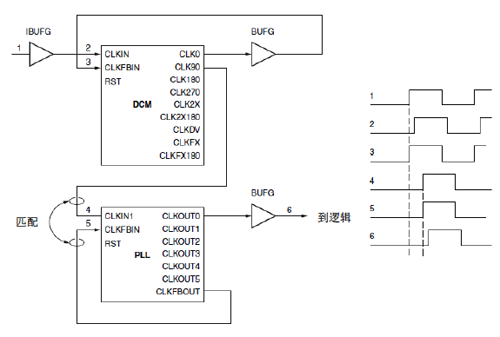 IBUFG
BUFG
1
2
CLKIN
CLK0
3
CLKFBIN
CLK90
RST
CLK180
CLK270
DCM
CLK2X
CLK2X180
CLKDV
CLKFX
CLKFX180
1
2
3
4
5
6
BUFG
匹配
4
CLKIN1
CLKOUT0
6
到逻辑
5
CLKFBIN
CLKOUT1
RST
CLKOUT2
PLL
CLKOUT3
CLKOUT4
CLKOUT5
CLKFBOUT